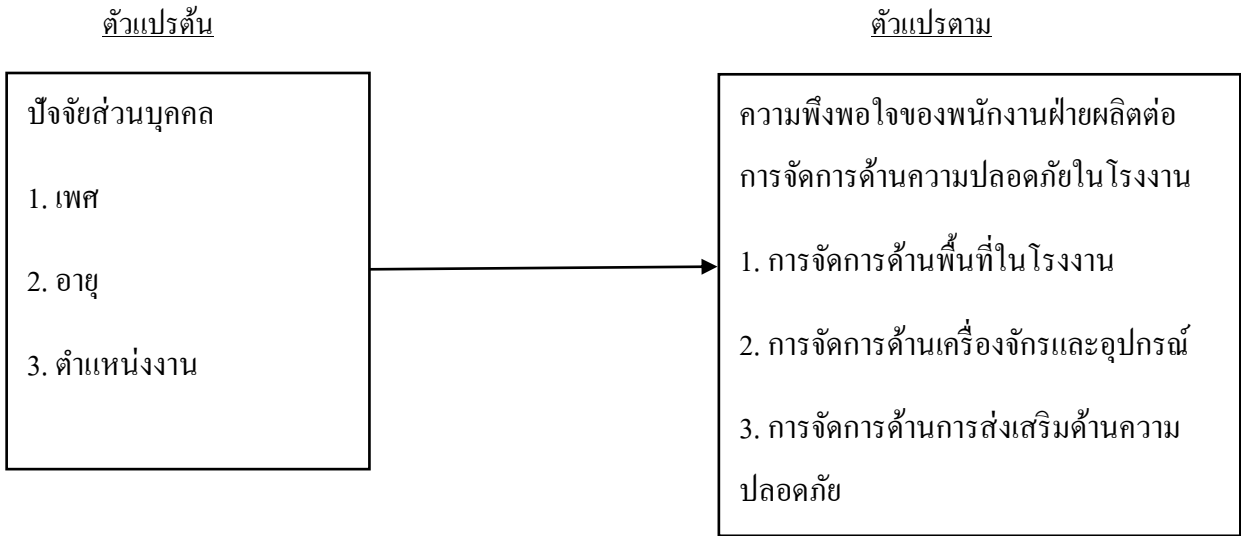 ตัวแปรต้น
ปัจจัยส่วนบุคคล
1. เพศ
2. อายุ
3. ตำแหน่งงาน
ตัวแปรตาม
ความพึงพอใจของพนักงานฝ่ายผลิตต่อ
การจัดการด้านความปลอดภัยในโรงงาน
1. การจัดการด้านพื้นที่ในโรงงาน
2. การจัดการด้านเครื่องจักรและอุปกรณ์
3. การจัดการด้านการส่งเสริมด้านความ
ปลอดภัย